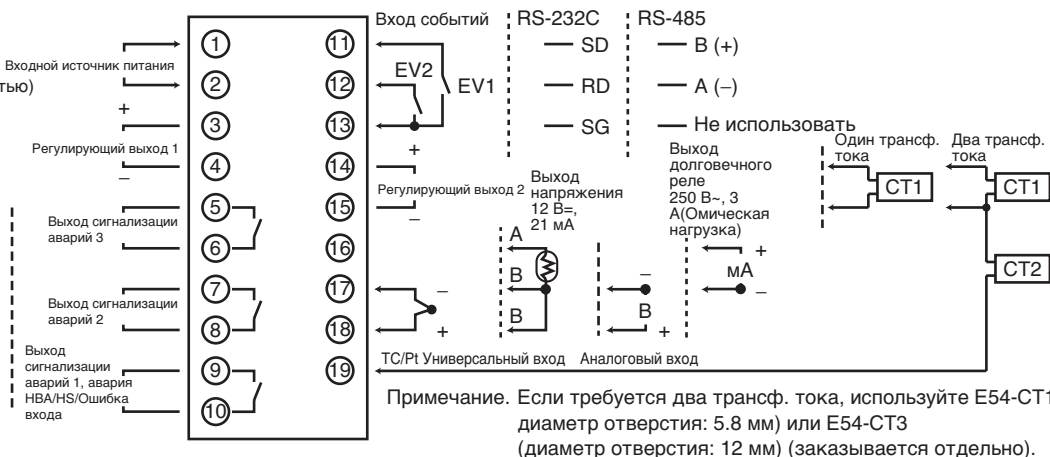 Вход событий
RS-232C
RS-485
1
11
SD
B (+)
Входной источник питания
тью)
2
12
EV2
EV1
RD
A (–)
+
3
13
SG
Не использовать
Регулирующий выход 1
–
4
14
+
Регулирующий выход 2
–
Выход
напряжения
12 В=,
21 мА
Выход
долговечного
реле
250 В~, 3
А(Омическая
нагрузка)
Один трансф.
тока
CT1
Два трансф.
тока
CT1
CT2
5
15
Выход сигнализации
аварий 3
6
16
A
B
B
–
B
+
+
мА
–
7
17
–
Выход сигнализации
аварий 2
8
18
+
Выход
сигнализации
аварий 1, авария
HBA/HS/Ошибка
входа
9
19
10
TC/Pt Универсальный вход
Аналоговый вход
Примечание. Если требуется два трансф. тока, используйте E54-CT1
диаметр отверстия: 5.8 мм) или E54-CT3
(диаметр отверстия: 12 мм) (заказывается отдельно).